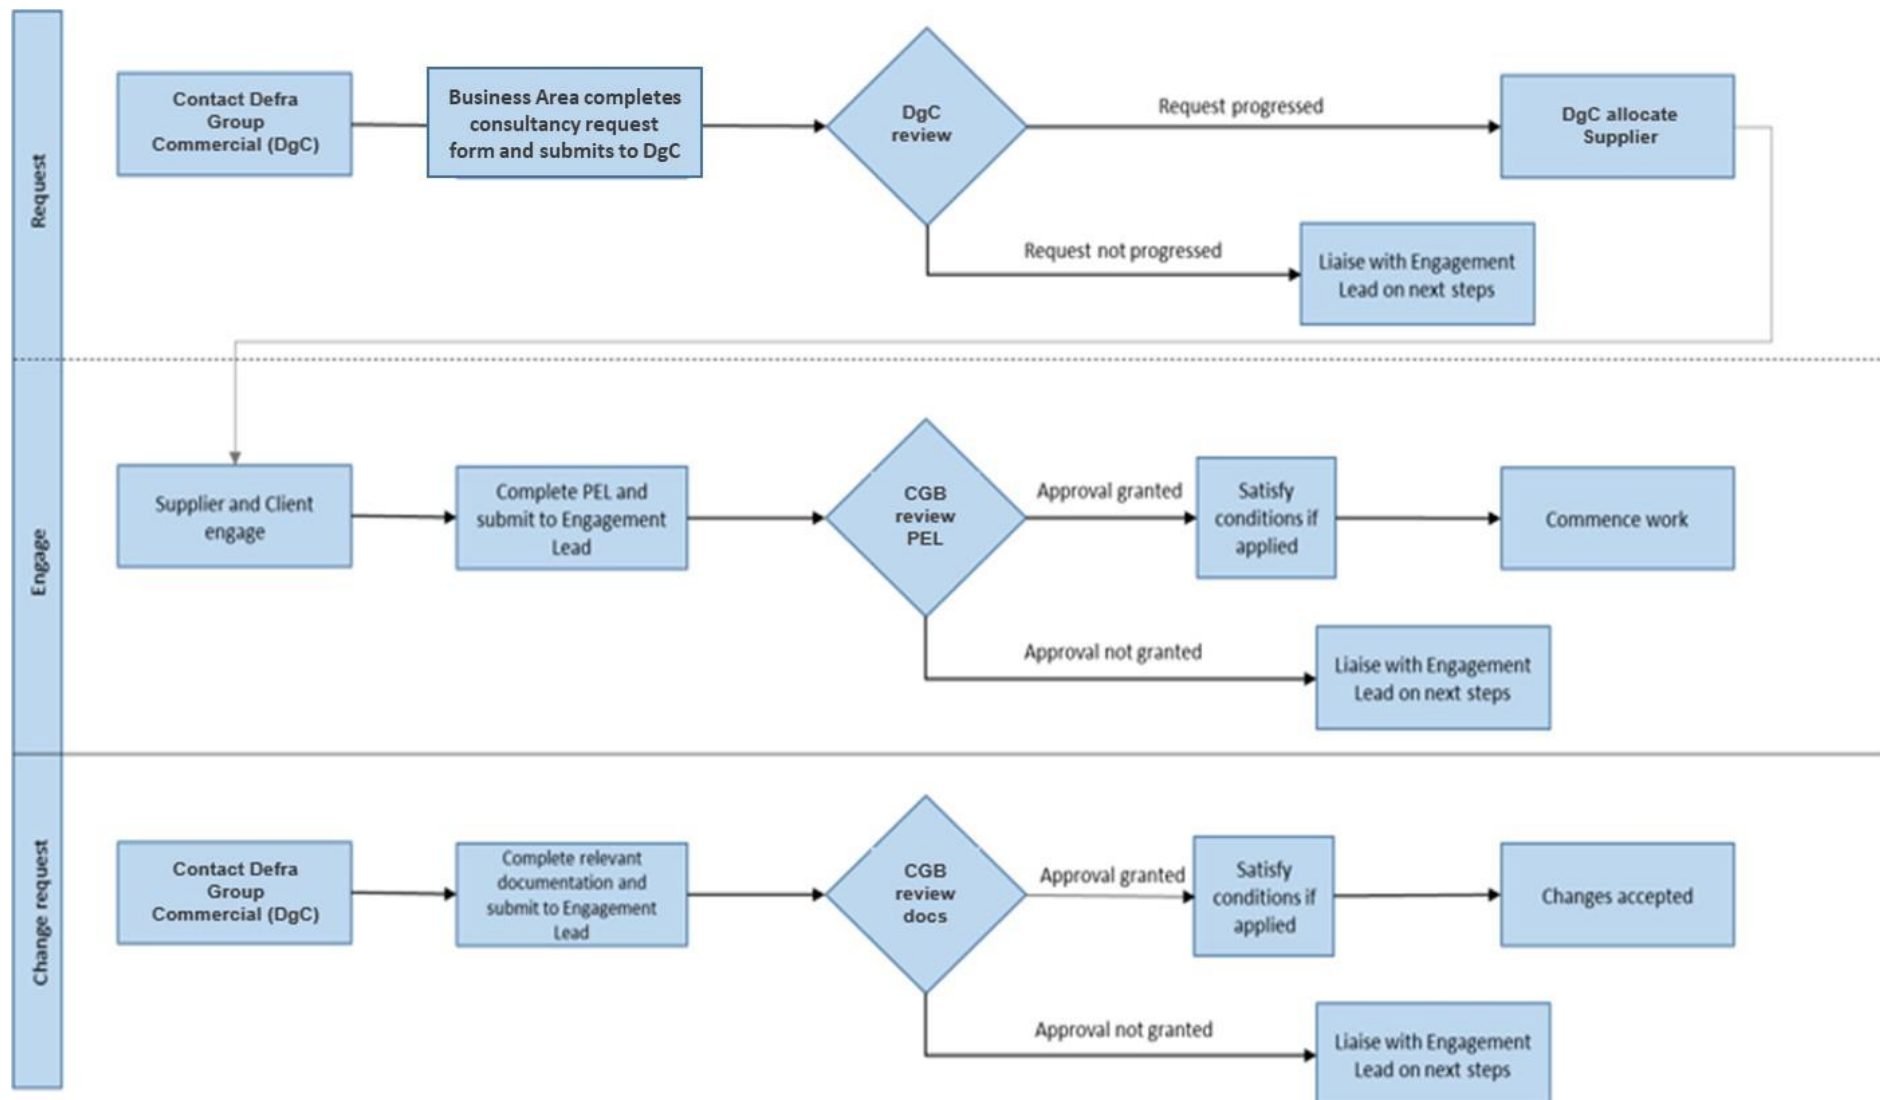 Request
Contact Defra
Group
Commercial (DgC)
Business Area completes
consultancy request
form and submits to DgC
DgC
review
Request progressed
DgC allocate
Supplier
Request not progressed
Liaise with Engagement
Lead on next steps
Engage
Supplier and Client
engage
Complete PEL and
submit to Engagement
Lead
CGB
review
PEL
Approval granted
Satisfy
conditions if
applied
Commence work
Approval not granted
Liaise with Engagement
Lead on next steps
Change request
Contact Defra
Group
Commercial (DgC)
Complete relevant
documentation and
submit to Engagement
Lead
CGB
review
docs
Approval granted
Satisfy
conditions if
applied
Changes accepted
Approval not granted
Liaise with Engagement
Lead on next steps